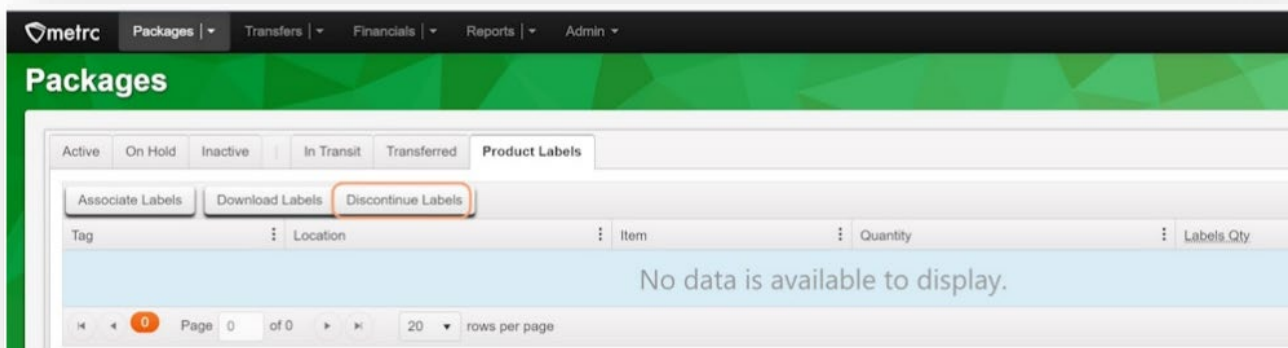 metrc Packages Transfers Financials Reports Admin
Packages
Active On Hold Inactive In Transit Transferred Product Labels
Associate Labels Download Labels Discontinue Labels
Tag Location Item Quantity Labels Qty
No data is available to display.
0 Page 0 of 0 20 rows per page